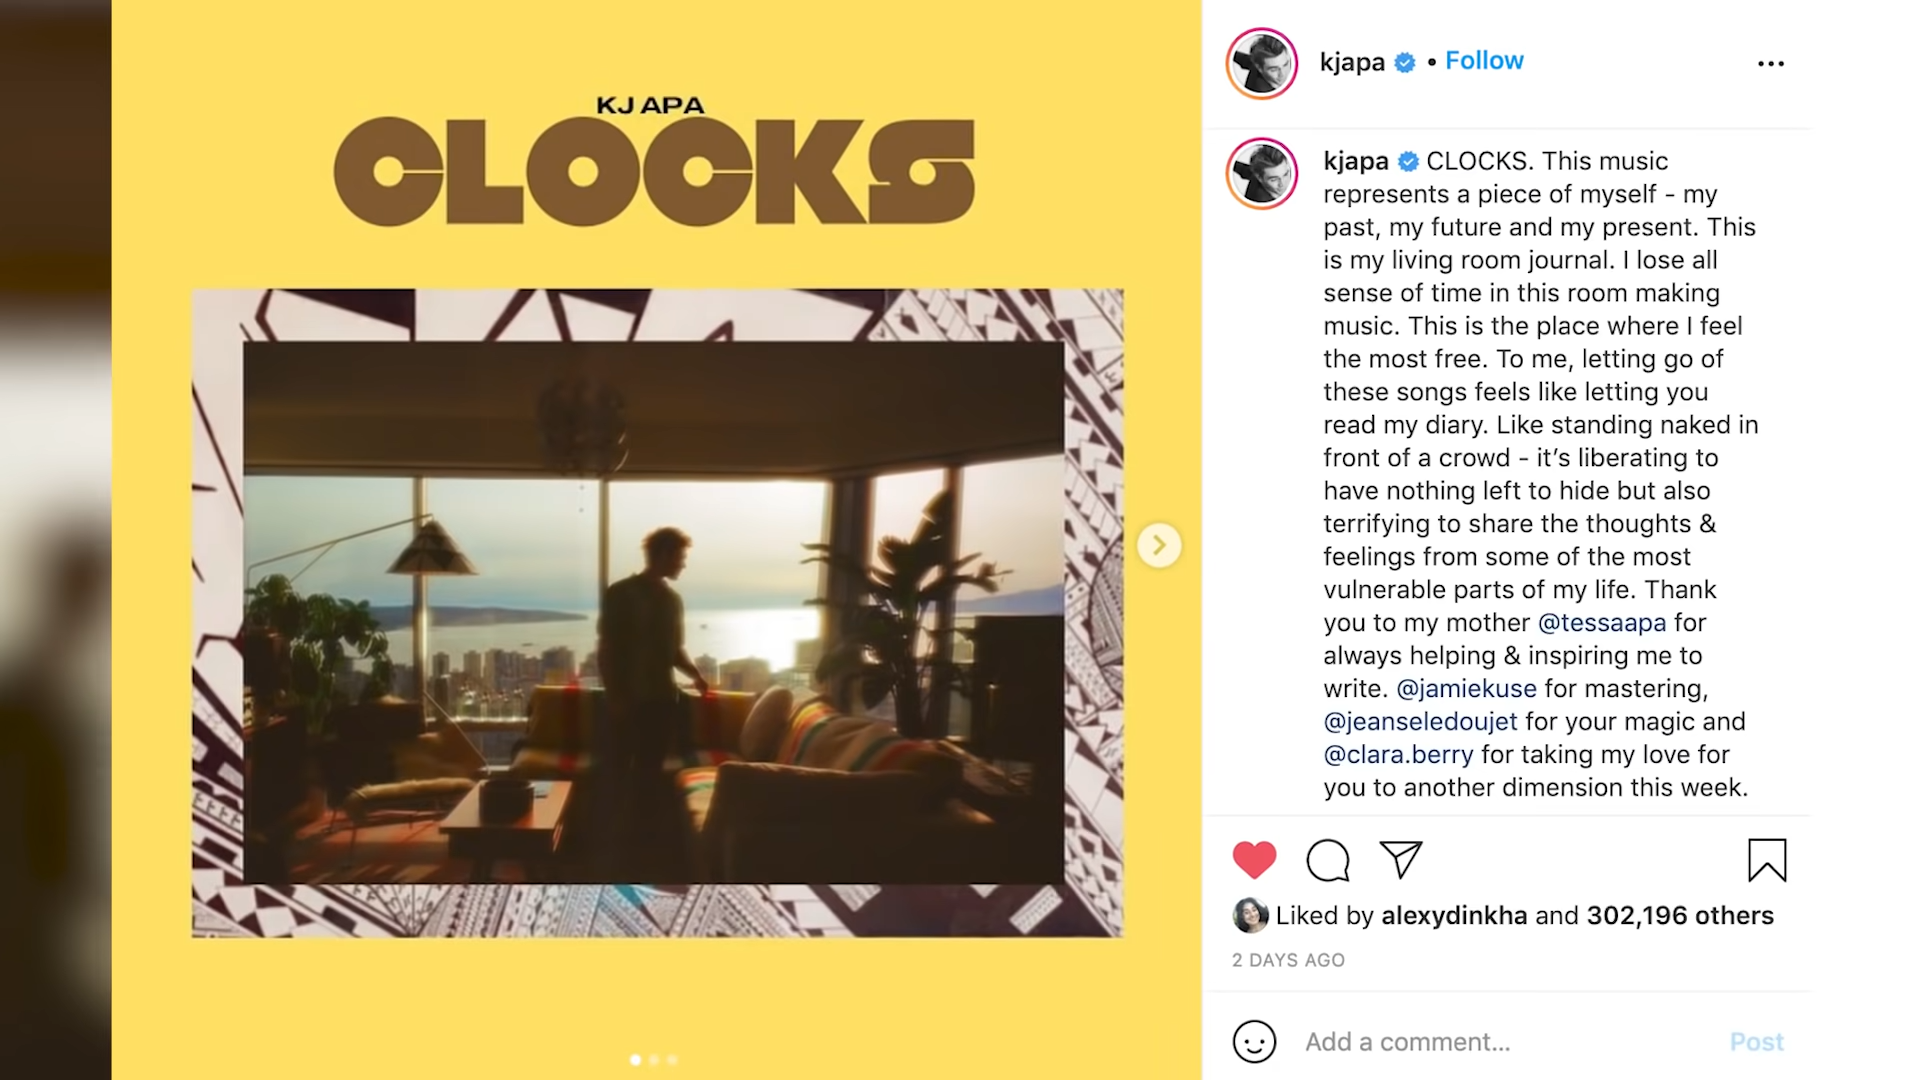 KJ APA
CLOCKS
kjapa • Follow
kjapa CLOCKS. This music
represents a piece of myself - my
past, my future and my present. This
is my living room journal. I lose all
sense of time in this room making
music. This is the place where I feel
the most free. To me, letting go of
these songs feels like letting you
read my diary. Like standing naked in
front of a crowd - it’s liberating to
have nothing left to hide but also
terrifying to share the thoughts &
feelings from some of the most
vulnerable parts of my life. Thank
you to my mother @tessaapa for
always helping & inspiring me to
write. @jamiekuse for mastering,
@jeanseledoujet for your magic and
@clara.berry for taking my love for
you to another dimension this week.
Liked by alexydinkha and 302,196 others
2 DAYS AGO
Add a comment...
Post